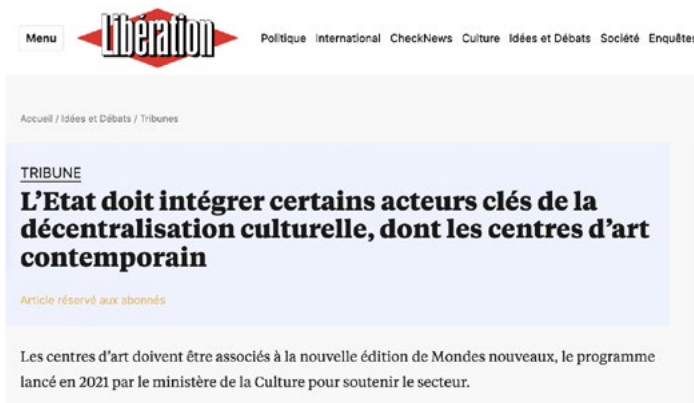 Menu
Libération
Politique International CheckNews Culture Idées et Débats Société Enquêtes
Accueil / Idées et Débats / Tribunes
TRIBUNE
L’Etat doit intégrer certains acteurs clés de la
décentralisation culturelle, dont les centres d’art
contemporain
Article réservé aux abonnés
Les centres d’art doivent être associés à la nouvelle édition de Mondes nouveaux, le programme
lancé en 2021 par le ministère de la Culture pour soutenir le secteur.